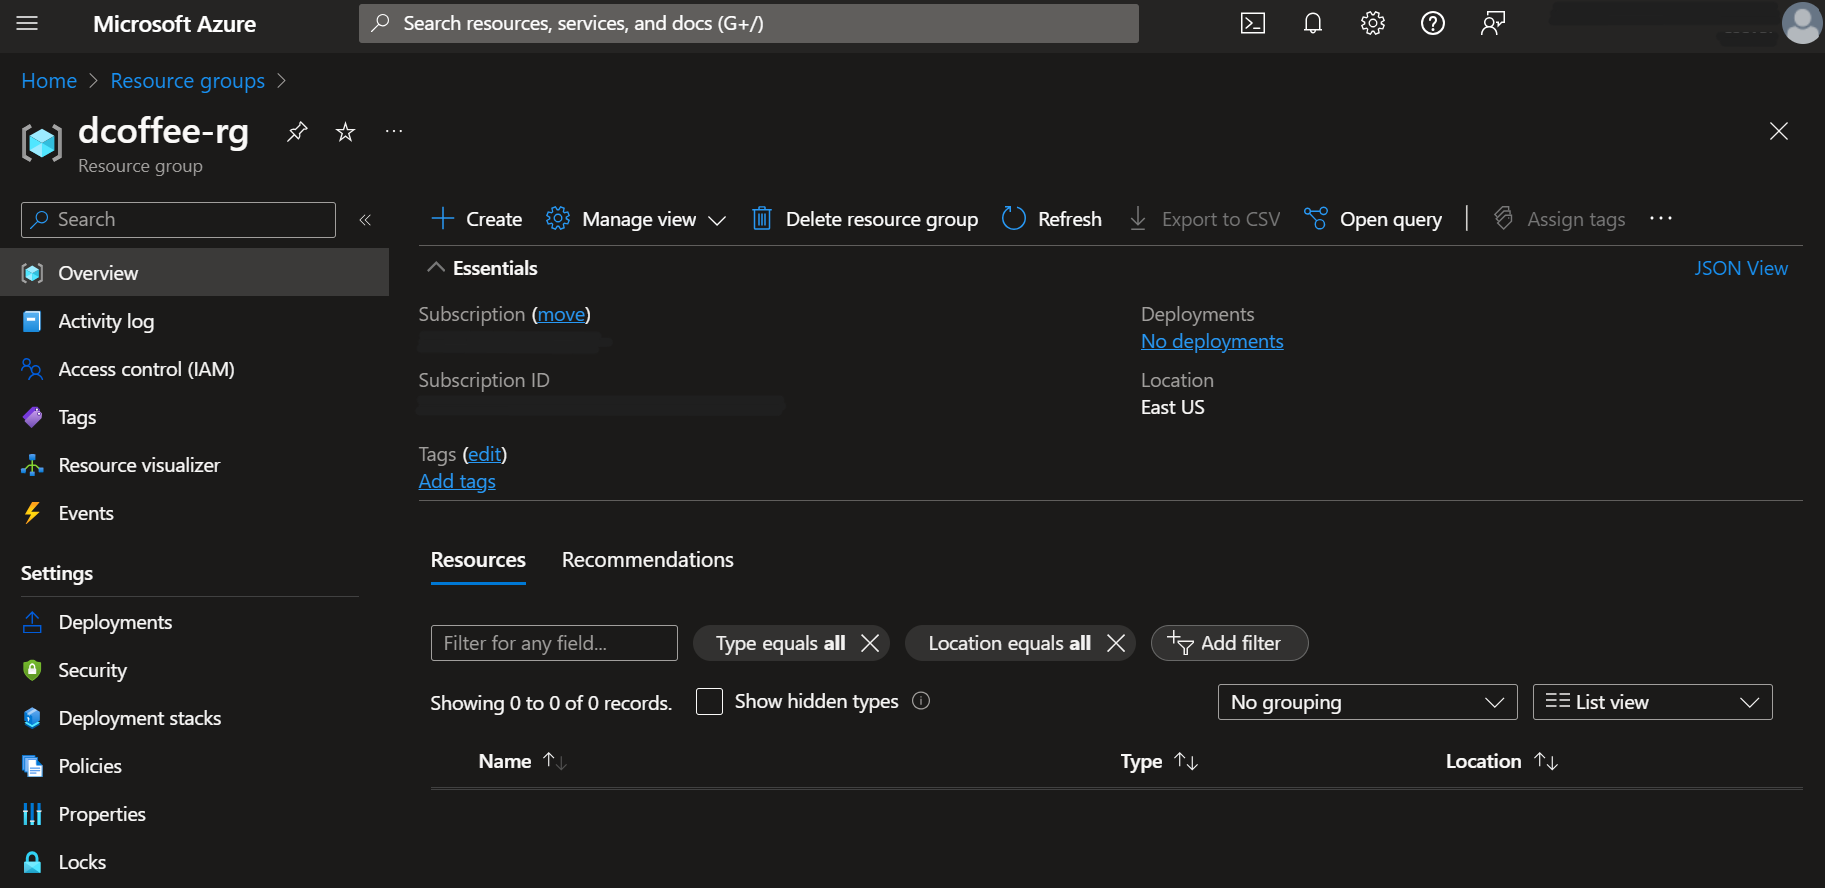 Microsoft Azure
Search resources, services, and docs (G+/)
Home > Resource groups >
dcoffee-rg
Resource group
Search
«
Overview
Activity log
Access control (IAM)
Tags
Resource visualizer
Events
Settings
Deployments
Security
Deployment stacks
Policies
Properties
Locks
Create
Manage view
Delete resource group
Refresh
Export to CSV
Open query
Assign tags
Essentials
JSON View
Subscription (move)
Subscription ID
Tags (edit)
Add tags
Deployments
No deployments
Location
East US
Resources
Recommendations
Filter for any field...
Type equals all
Location equals all
Add filter
Showing 0 to 0 of 0 records.
Show hidden types
No grouping
List view
Name
Type
Location